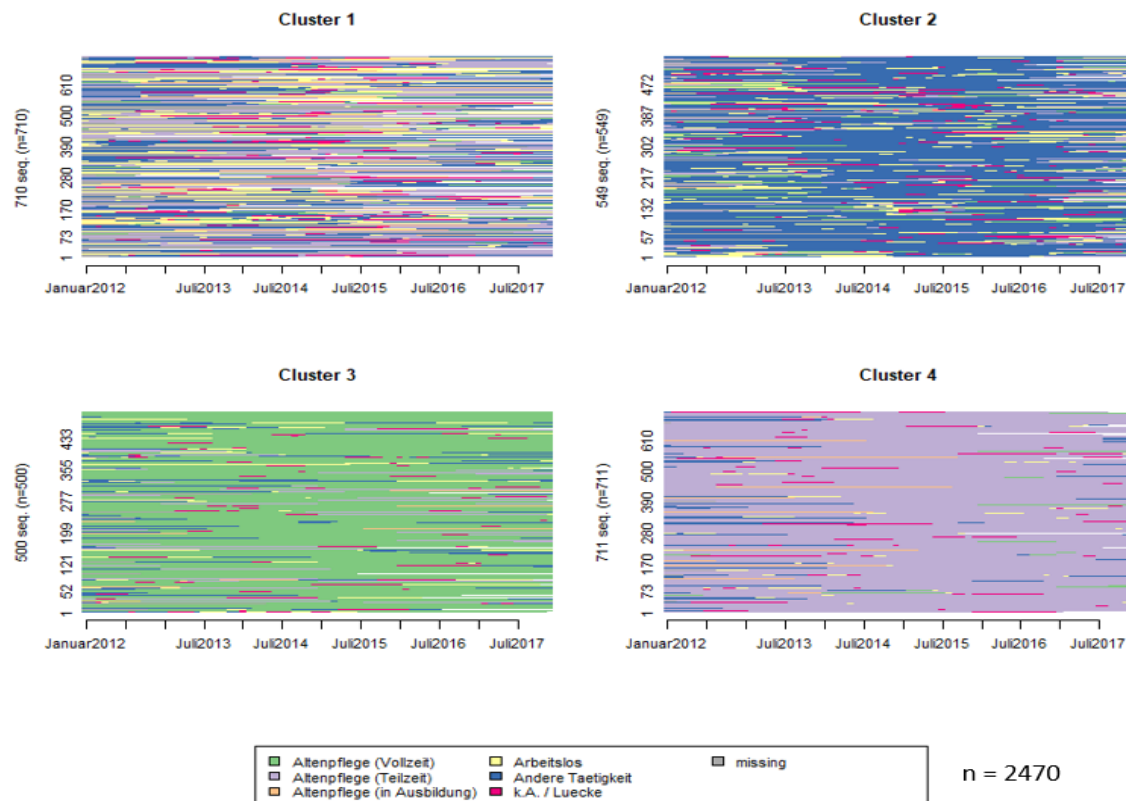 Cluster 1
710 seq. (n=710)
1 73 170 280 390 500 610
Januar2012 Juli2013 Juli2014 Juli2015 Juli2016 Juli2017
Cluster 2
549 seq. (n=549)
1 57 132 217 302 387 472
Januar2012 Juli2013 Juli2014 Juli2015 Juli2016 Juli2017
Cluster 3
500 seq. (n=500)
1 52 121 199 277 355 433
Januar2012 Juli2013 Juli2014 Juli2015 Juli2016 Juli2017
Cluster 4
711 seq. (n=711)
1 73 170 280 390 500 610
Januar2012 Juli2013 Juli2014 Juli2015 Juli2016 Juli2017
Altenpflege (Vollzeit)
Altenpflege (Teilzeit)
Altenpflege (in Ausbildung)
Arbeitslos
Andere Taetigkeit
k.A. / Luecke
missing
n = 2470